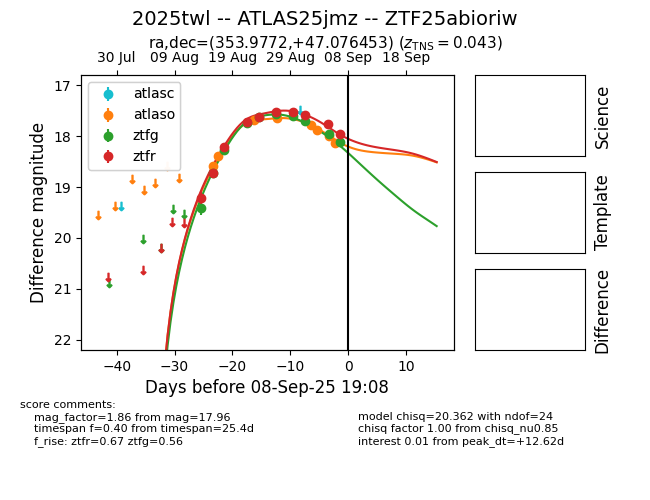 2025twl -- ATLAS25jmz -- ZTF25abioriw
ra,dec=(353.9772,+47.076453) (z_TNS = 0.043)
30 Jul 09 Aug 19 Aug 29 Aug 08 Sep 18 Sep
atlasc
atlaso
ztfg
ztfr
17
18
19
20
21
22
Difference magnitude
−40 −30 −20 −10 0 10
Days before 08-Sep-25 19:08
Science
Template
Difference
score comments:
mag_factor=1.86 from mag=17.96
timespan f=0.40 from timespan=25.4d
f_rise: ztfr=0.67 ztfg=0.56
model chisq=20.362 with ndof=24
chisq factor 1.00 from chisq_nu0.85
interest 0.01 from peak_dt=+12.62d